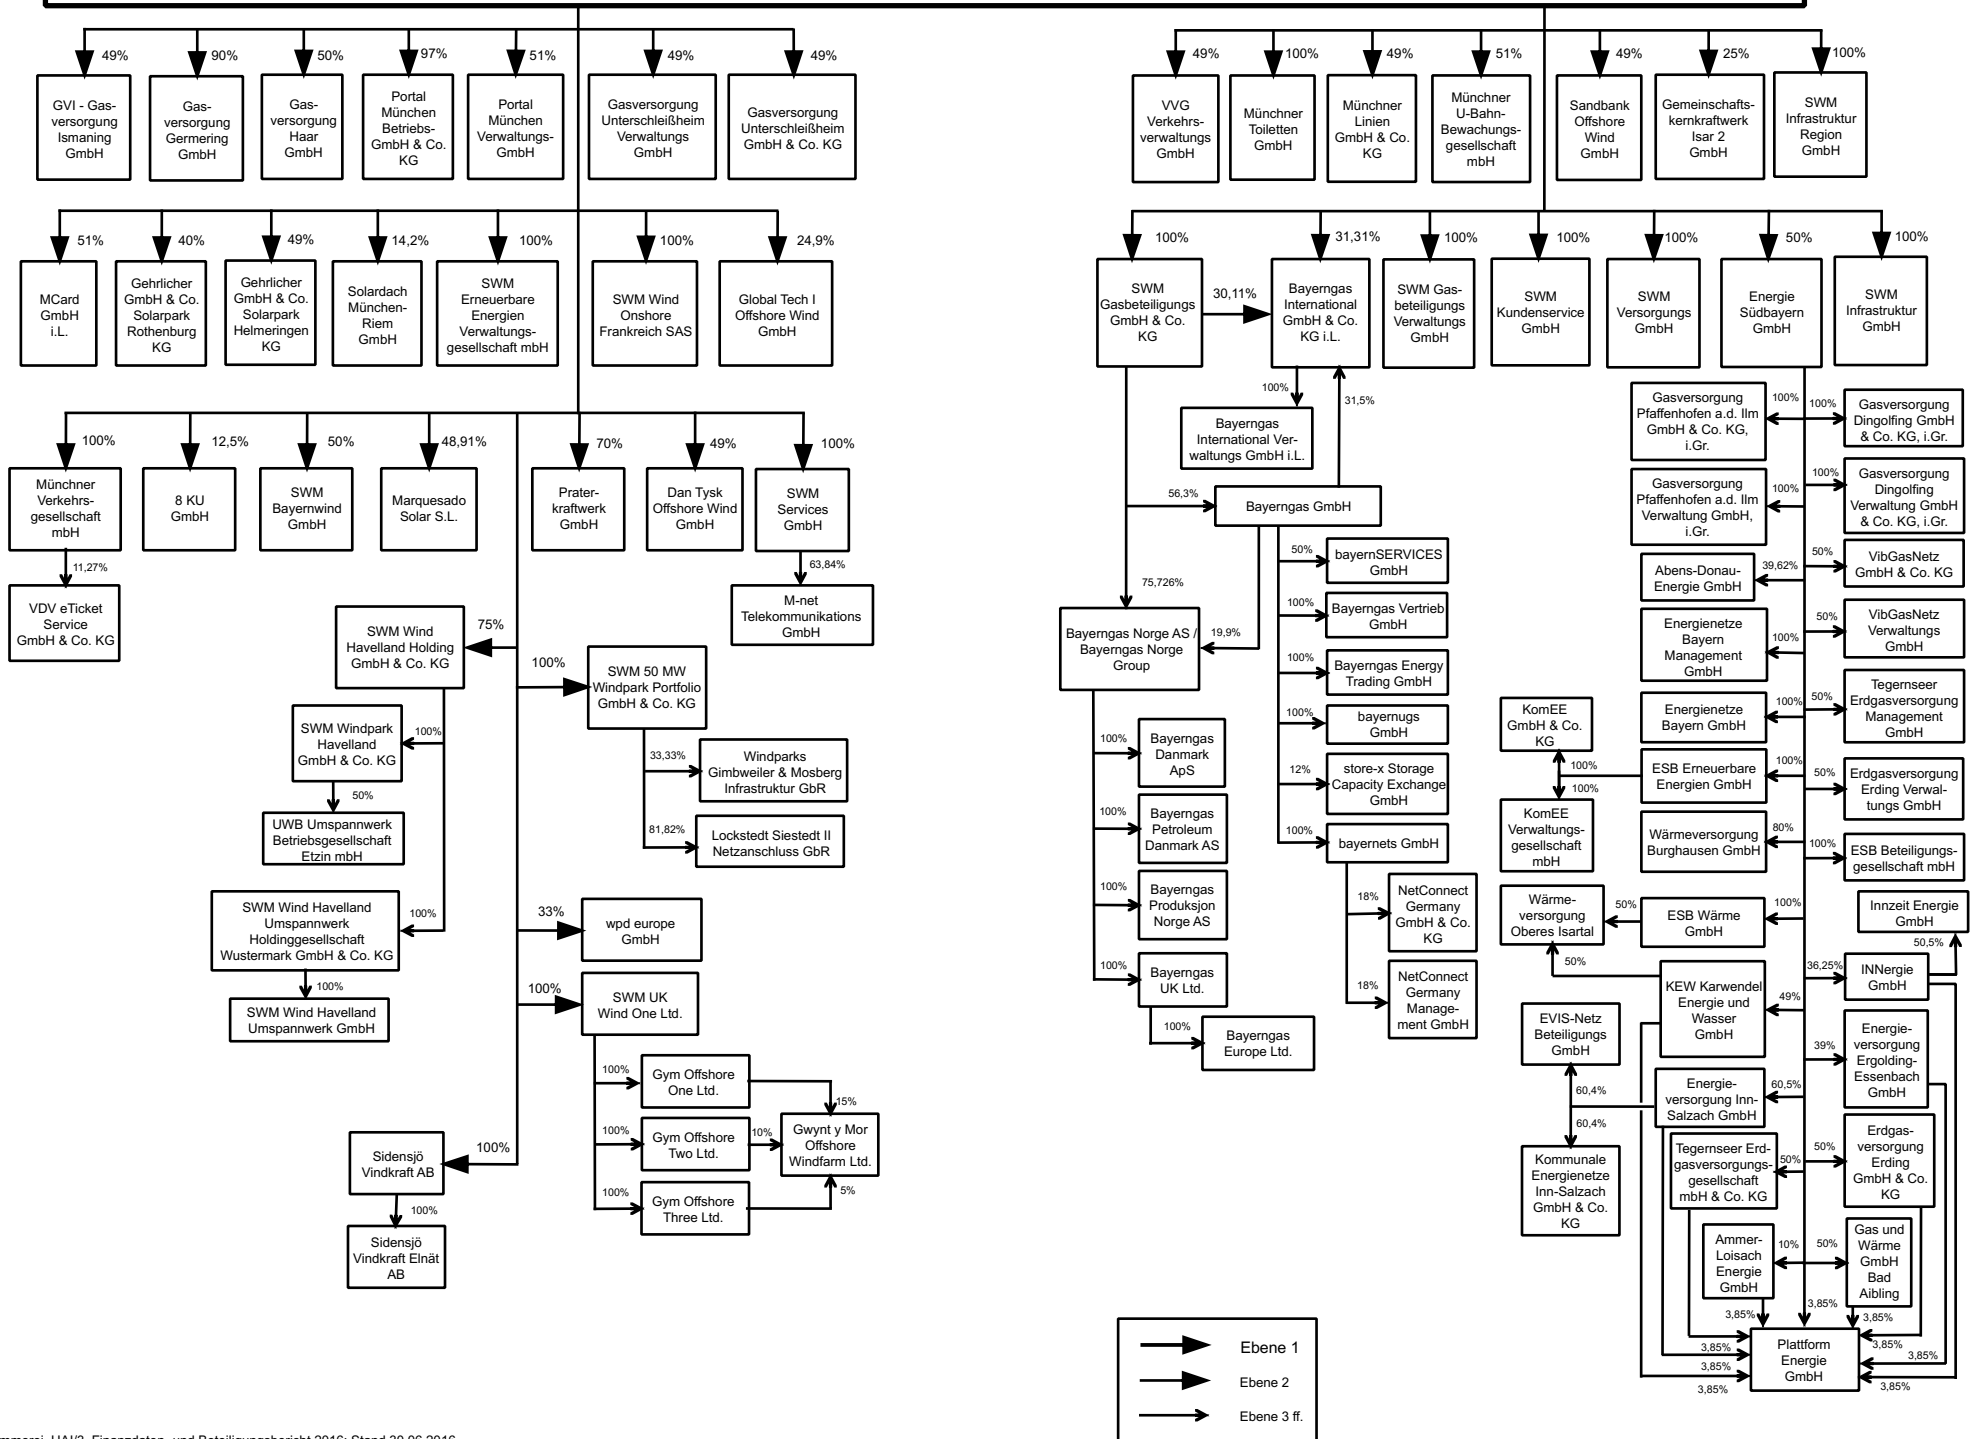 49%
90%
50%
97%
51%
49%
49%
GVI - Gas-
versorgung
Ismaning
GmbH
Gas-
versorgung
Germering
GmbH
Gas-
versorgung
Haar
GmbH
Portal
München
Betriebs-
GmbH & Co.
KG
Portal
München
Verwaltungs-
GmbH
Gasversorgung
Unterschleißheim
Verwaltungs
GmbH
Gasversorgung
Unterschleißheim
GmbH & Co. KG
49%
100%
49%
51%
49%
25%
100%
VVG
Verkehrs-
verwaltungs
GmbH
Münchner
Toiletten
GmbH
Münchner
Linien
GmbH & Co.
KG
Münchner
U-Bahn-
Bewachungs-
gesellschaft
mbH
Sandbank
Offshore
Wind
GmbH
Gemeinschafts-
kernkraftwerk
Isar 2
GmbH
SWM
Infrastruktur
Region
GmbH
51%
40%
49%
14,2%
100%
100%
24,9%
MCard
GmbH
i.L.
Gehrlicher
GmbH & Co.
Solarpark
Rothenburg
KG
Gehrlicher
GmbH & Co.
Solarpark
Helmeringen
KG
Solardach
München-
Riem
GmbH
SWM
Erneuerbare
Energien
Verwaltungs-
gesellschaft mbH
SWM Wind
Onshore
Frankreich SAS
Global Tech I
Offshore Wind
GmbH
100%
31,31%
100%
100%
100%
50%
100%
SWM
Gasbeteiligungs
GmbH & Co.
KG
30,11%
Bayerngas
International
GmbH & Co.
KG i.L.
SWM Gas-
beteiligungs
Verwaltungs
GmbH
SWM
Kundenservice
GmbH
SWM
Versorgungs
GmbH
Energie
Südbayern
GmbH
SWM
Infrastruktur
GmbH
100%
12,5%
50%
48,91%
70%
49%
100%
Münchner
Verkehrs-
gesellschaft
mbH
8 KU
GmbH
SWM
Bayernwind
GmbH
Marquesado
Solar S.L.
Prater-
kraftwerk
GmbH
Dan Tysk
Offshore Wind
GmbH
SWM
Services
GmbH
11,27%
VDV eTicket
Service
GmbH & Co. KG
63,84%
M-net
Telekommunikations
GmbH
75%
SWM Wind
Havelland Holding
GmbH & Co. KG
100%
SWM 50 MW
Windpark Portfolio
GmbH & Co. KG
100%
SWM Windpark
Havelland
GmbH & Co. KG
50%
UWB Umspannwerk
Betriebsgesellschaft
Etzin mbH
33,33%
Windparks
Gimbweiler & Mosberg
Infrastruktur GbR
81,82%
Lockstedt Siestedt II
Netzanschluss GbR
100%
SWM Wind Havelland
Umspannwerk
Holdinggesellschaft
Wustermark GmbH & Co. KG
100%
SWM Wind Havelland
Umspannwerk GmbH
33%
wpd europe
GmbH
100%
SWM UK
Wind One Ltd.
100%
Gym Offshore
One Ltd.
15%
100%
Gym Offshore
Two Ltd.
10%
Gwynt y Mor
Offshore
Windfarm Ltd.
100%
Gym Offshore
Three Ltd.
5%
100%
Sidensjö
Vindkraft AB
100%
Sidensjö
Vindkraft Elnät
AB
100%
31,5%
Bayerngas
International Ver-
waltungs GmbH i.L.
56,3%
Bayerngas GmbH
75,726%
19,9%
Bayerngas Norge AS /
Bayerngas Norge
Group
50%
bayernSERVICES
GmbH
100%
Bayerngas Vertrieb
GmbH
100%
Bayerngas Energy
Trading GmbH
100%
bayernugs
GmbH
12%
store-x Storage
Capacity Exchange
GmbH
100%
bayernets GmbH
18%
NetConnect
Germany
GmbH & Co.
KG
18%
NetConnect
Germany
Manage-
ment GmbH
100%
Bayerngas
Danmark
ApS
100%
Bayerngas
Petroleum
Danmark AS
100%
Bayerngas
Produksjon
Norge AS
100%
Bayerngas
UK Ltd.
100%
Bayerngas
Europe Ltd.
Gasversorgung
Pfaffenhofen a.d. Ilm
GmbH & Co. KG,
i.Gr.
100%
100%
Gasversorgung
Dingolfing GmbH
& Co. KG, i.Gr.
Gasversorgung
Pfaffenhofen a.d. Ilm
Verwaltung GmbH,
i.Gr.
100%
100%
Gasversorgung
Dingolfing
Verwaltung GmbH
& Co. KG, i.Gr.
Abens-Donau-
Energie GmbH
39,62%
50%
VibGasNetz
GmbH & Co. KG
Energienetze
Bayern
Management
GmbH
100%
50%
VibGasNetz
Verwaltungs
GmbH
Energienetze
Bayern GmbH
100%
50%
Tegernseer
Erdgasversorgung
Management
GmbH
KomEE
GmbH & Co.
KG
100%
100%
KomEE
Verwaltungs-
gesellschaft
mbH
ESB Erneuerbare
Energien GmbH
100%
50%
Erdgasversorgung
Erding Verwal-
tungs GmbH
Wärmeversorgung
Burghausen GmbH
80%
100%
ESB Beteiligungs-
gesellschaft mbH
Wärme-
versorgung
Oberes Isartal
50%
ESB Wärme
GmbH
100%
Innzeit Energie
GmbH
50,5%
50%
KEW Karwendel
Energie und
Wasser
GmbH
49%
36,25%
INNergie
GmbH
EVIS-Netz
Beteiligungs
GmbH
60,4%
60,4%
Kommunale
Energienetze
Inn-Salzach
GmbH & Co.
KG
Energie-
versorgung Inn-
Salzach GmbH
60,5%
39%
Energie-
versorgung
Ergolding-
Essenbach
GmbH
Tegernseer Erd-
gasversorgungs-
gesellschaft
mbH & Co. KG
50%
50%
Erdgas-
versorgung
Erding
GmbH & Co.
KG
Ammer-
Loisach
Energie
GmbH
10%
50%
Gas und
Wärme
GmbH
Bad
Aibling
3,85%
3,85%
3,85%
Plattform
Energie
GmbH
3,85%
3,85%
3,85%
3,85%
3,85%
3,85%
Ebene 1
Ebene 2
Ebene 3 ff.